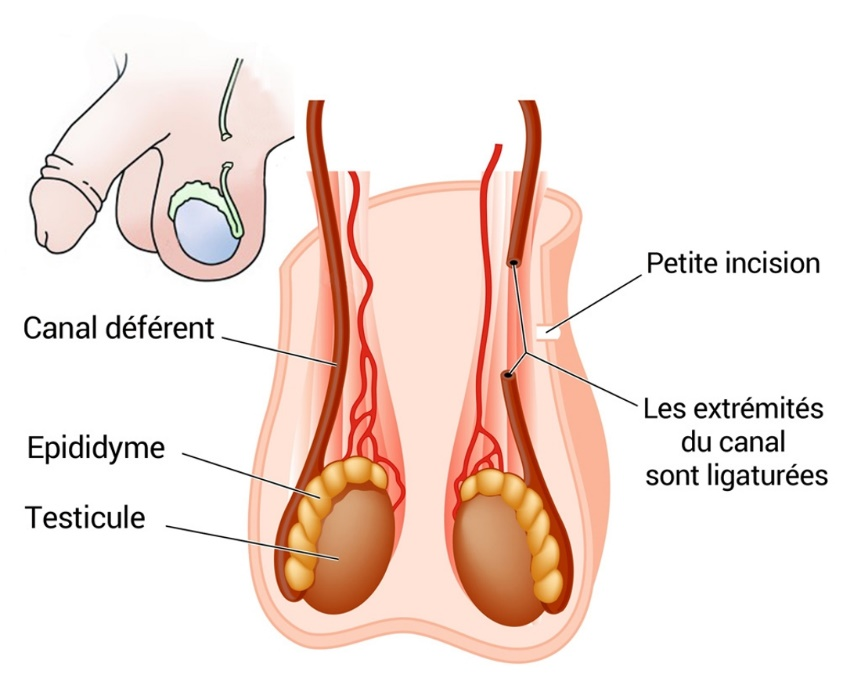 Petite incision
Canal déférent
Les extrémités
du canal
sont ligaturées
Epididyme
Testicule